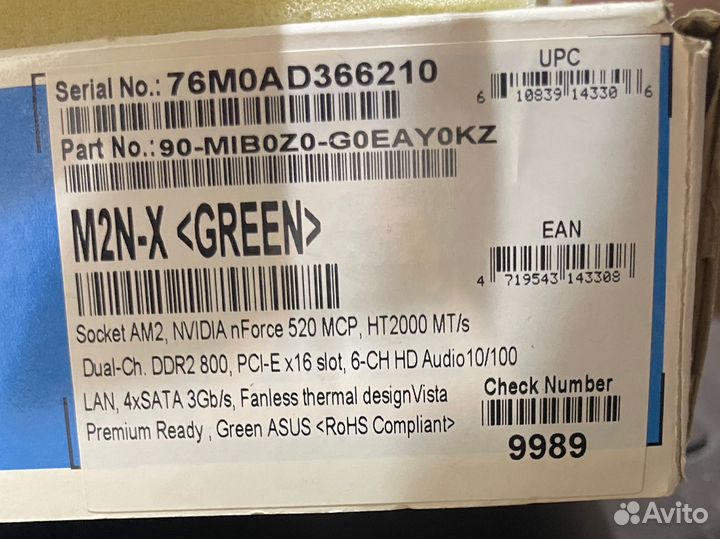 Serial No.: 76M0AD366210
Part No.: 90-MIB0Z0-G0EAY0KZ
M2N-X <GREEN>
Socket AM2, NVIDIA nForce 520 MCP, HT2000 MT/s
Dual-Ch. DDR2 800, PCI-E x16 slot, 6-CH HD Audio10/100
LAN, 4xSATA 3Gb/s, Fanless thermal designVista
Premium Ready , Green ASUS <RoHS Compliant>
UPC
6 10839 14330 6
EAN
4 719543 143308
Check Number
9989
Avito